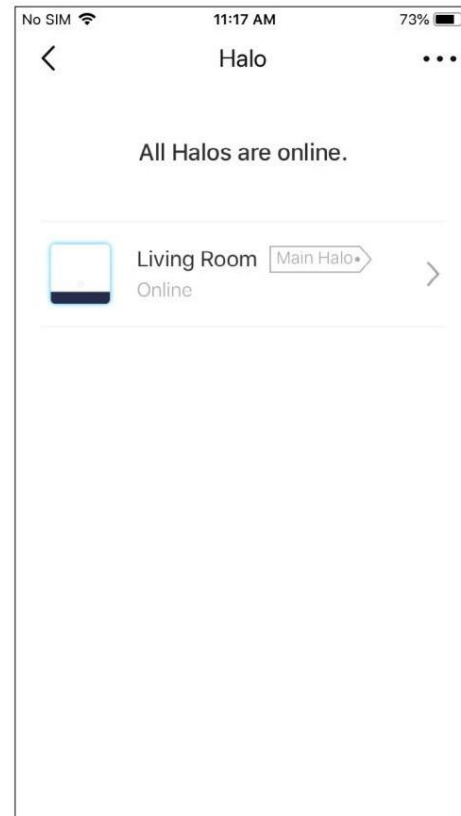 No SIM 11:17 AM 73%
Halo
All Halos are online.
Living Room Main Halo
Online